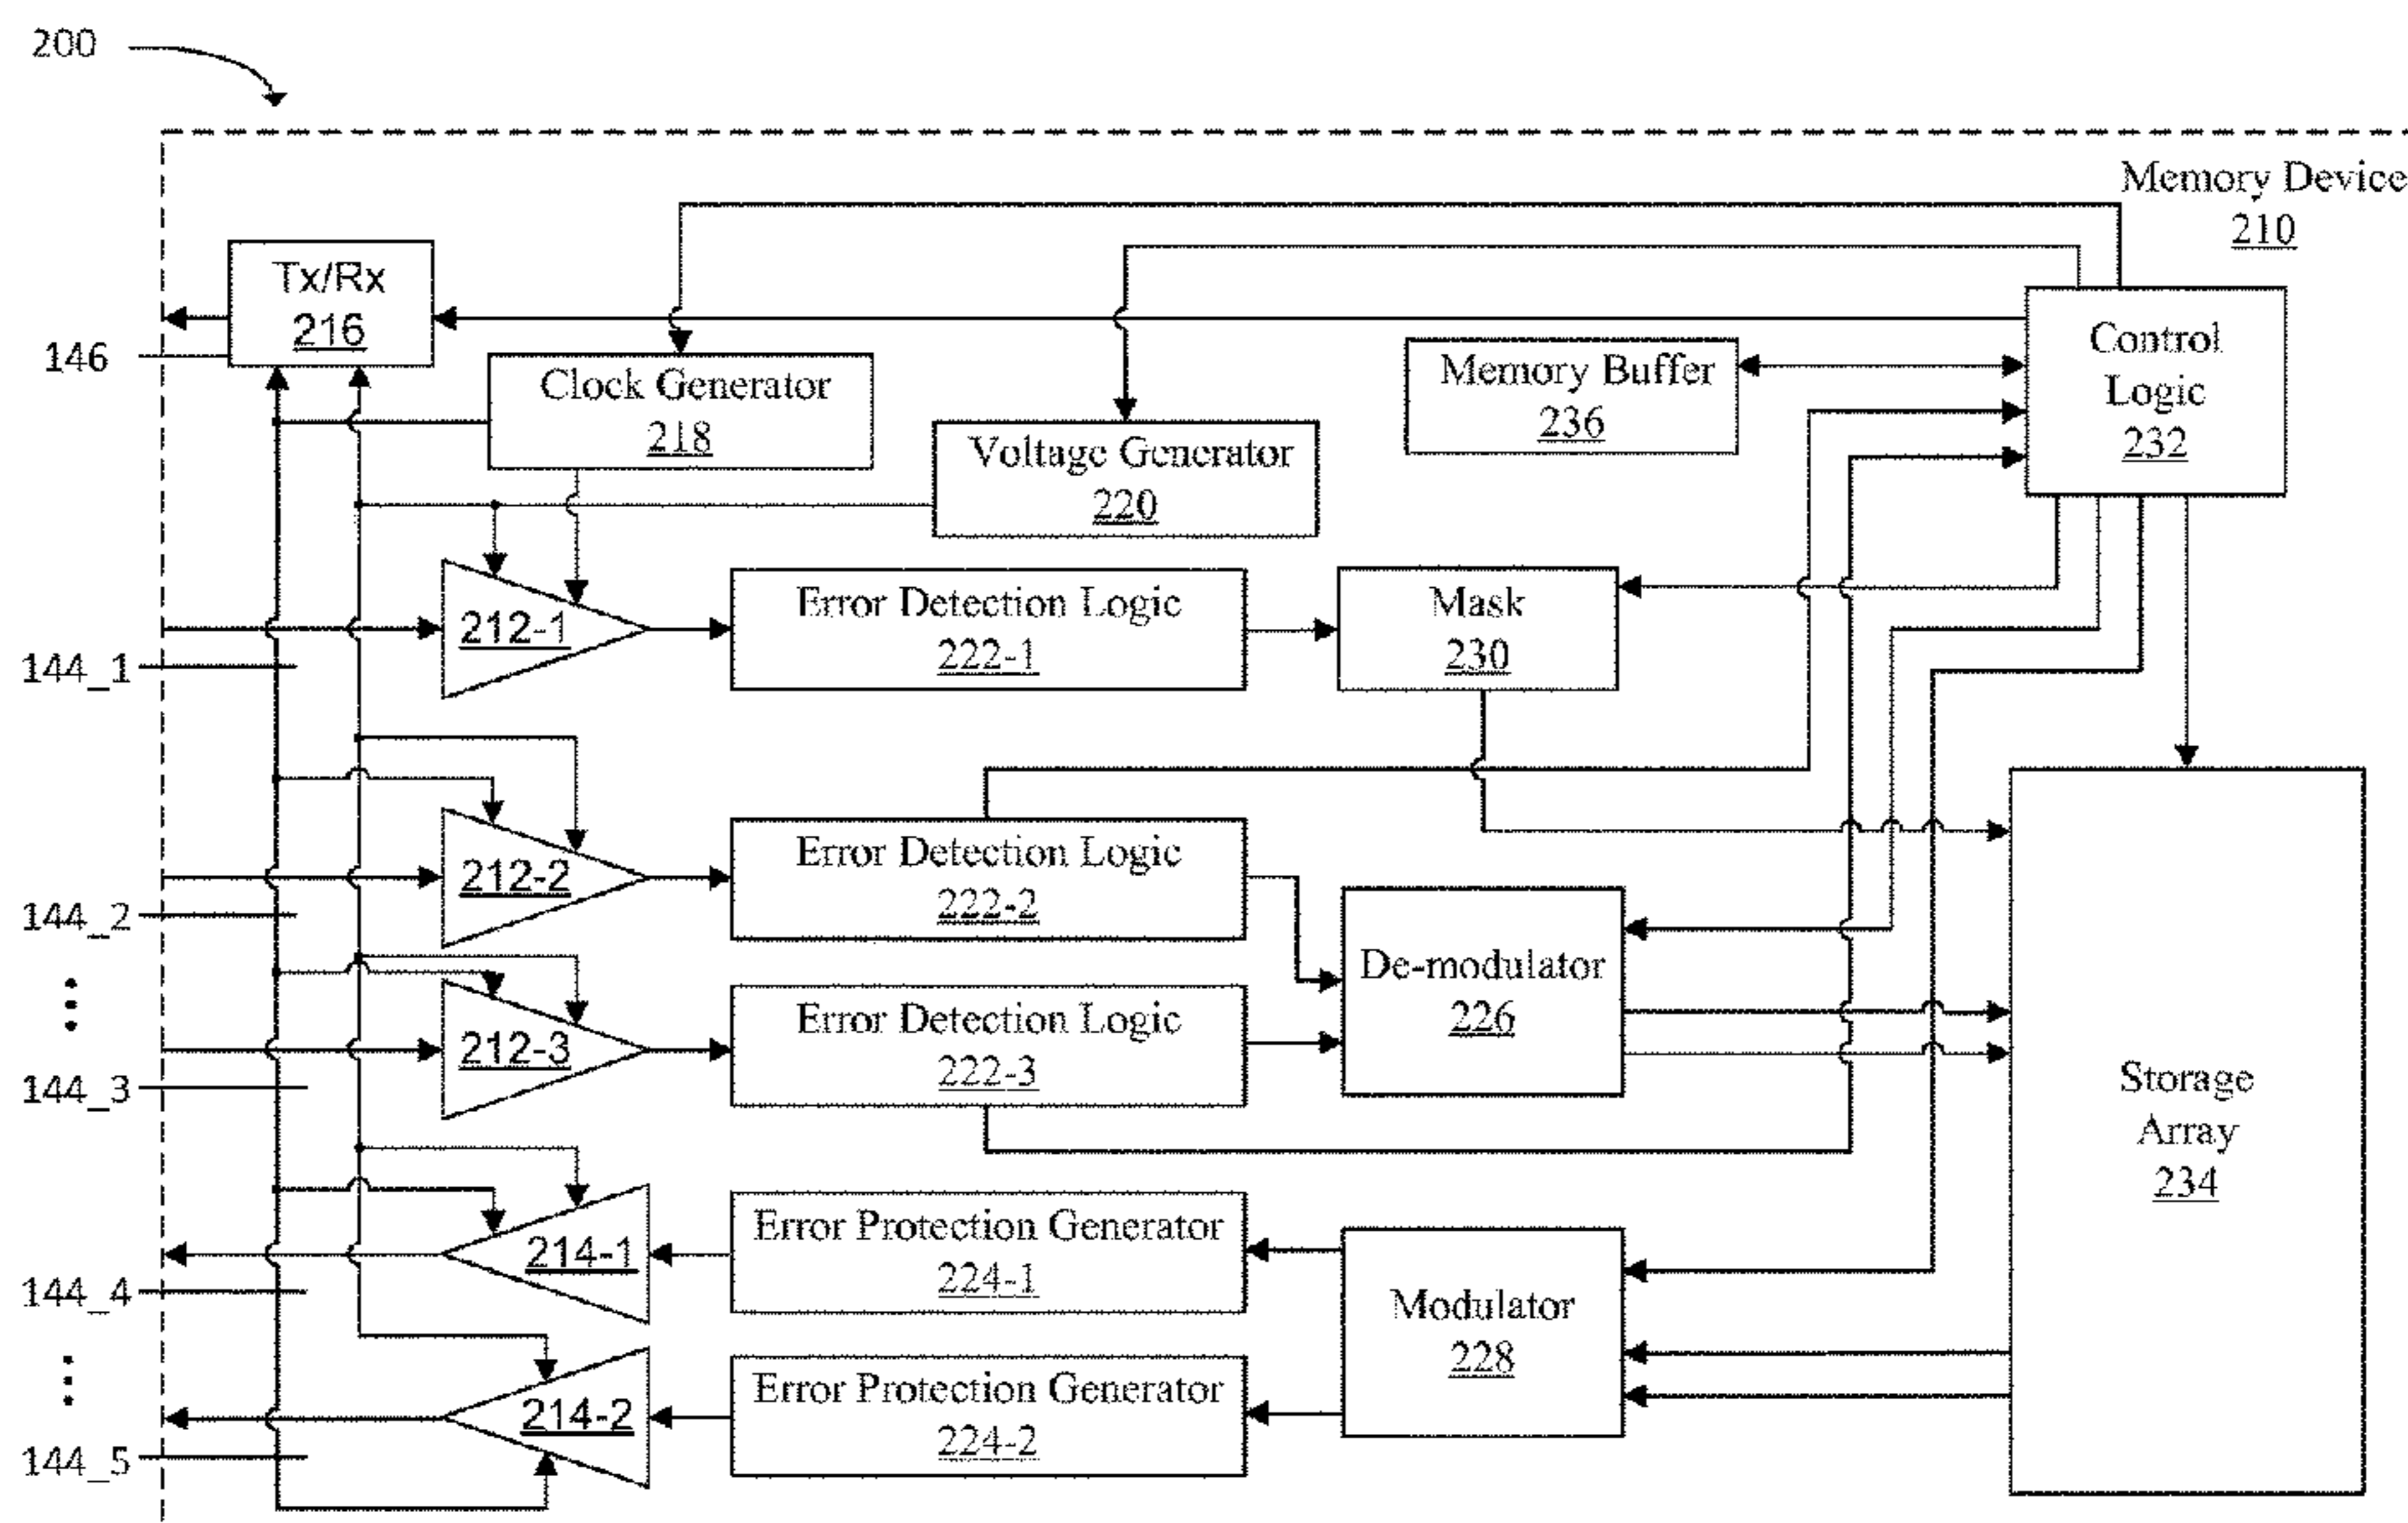 200
Memory Device
210
Tx/Rx
216
146
Clock Generator
218
Memory Buffer
236
Control
Logic
232
Voltage Generator
220
212-1
Error Detection Logic
222-1
Mask
230
144_1
212-2
Error Detection Logic
222-2
144_2
De-modulator
226
212-3
Error Detection Logic
222-3
144_3
Storage
Array
234
214-1
Error Protection Generator
224-1
144_4
Modulator
228
214-2
Error Protection Generator
224-2
144_5